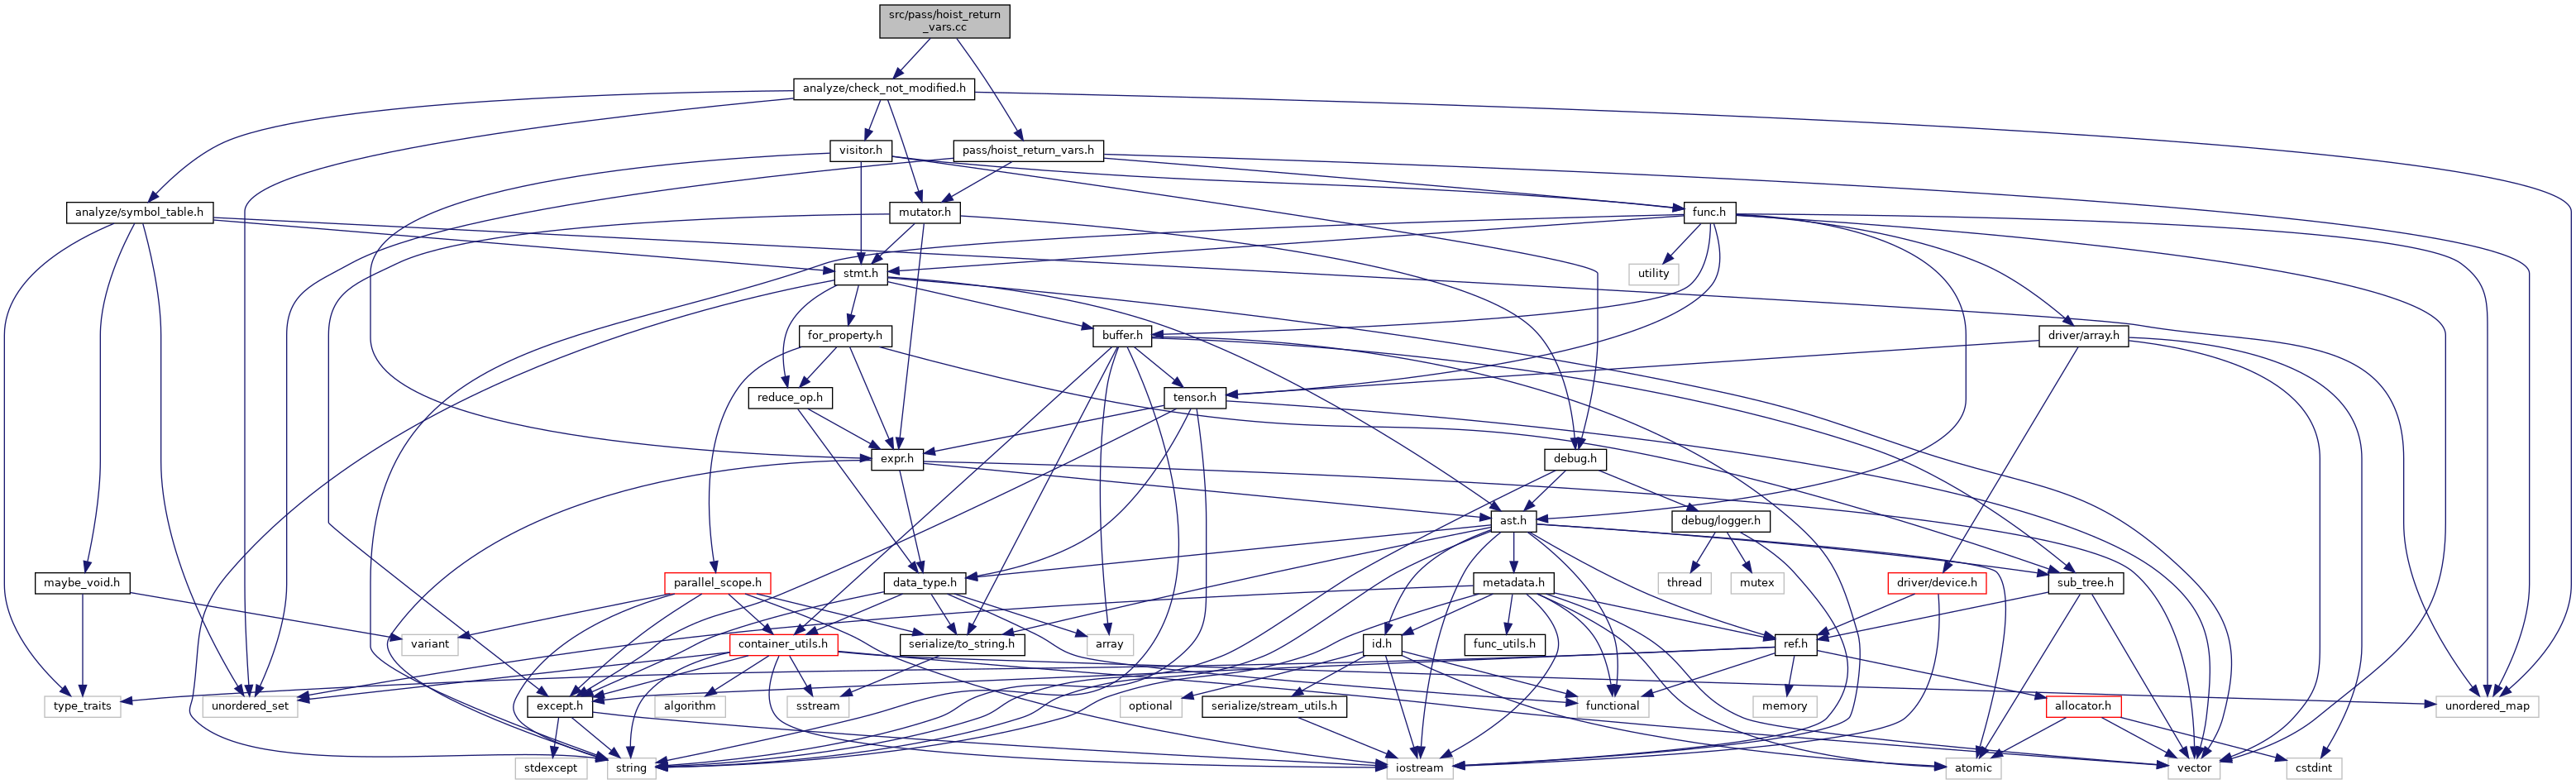 src/pass/hoist_return
_vars.cc
analyze/check_not_modified.h
visitor.h
pass/hoist_return_vars.h
analyze/symbol_table.h
mutator.h
func.h
stmt.h
utility
for_property.h
buffer.h
driver/array.h
reduce_op.h
tensor.h
expr.h
debug.h
ast.h
debug/logger.h
maybe_void.h
parallel_scope.h
data_type.h
metadata.h
thread
mutex
driver/device.h
sub_tree.h
variant
container_utils.h
serialize/to_string.h
array
id.h
func_utils.h
ref.h
type_traits
unordered_set
except.h
algorithm
sstream
optional
serialize/stream_utils.h
functional
memory
allocator.h
unordered_map
stdexcept
string
iostream
atomic
vector
cstdint